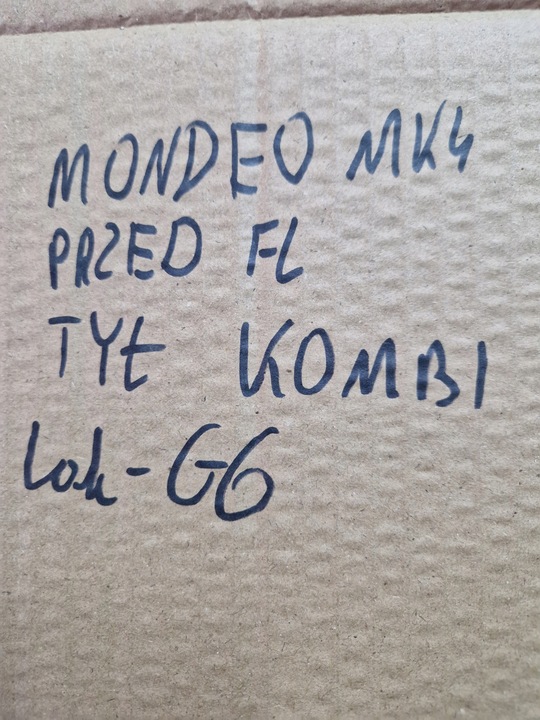 MONDEO MK4
PRZED FL
TYŁ KOMBI
Lok-G6